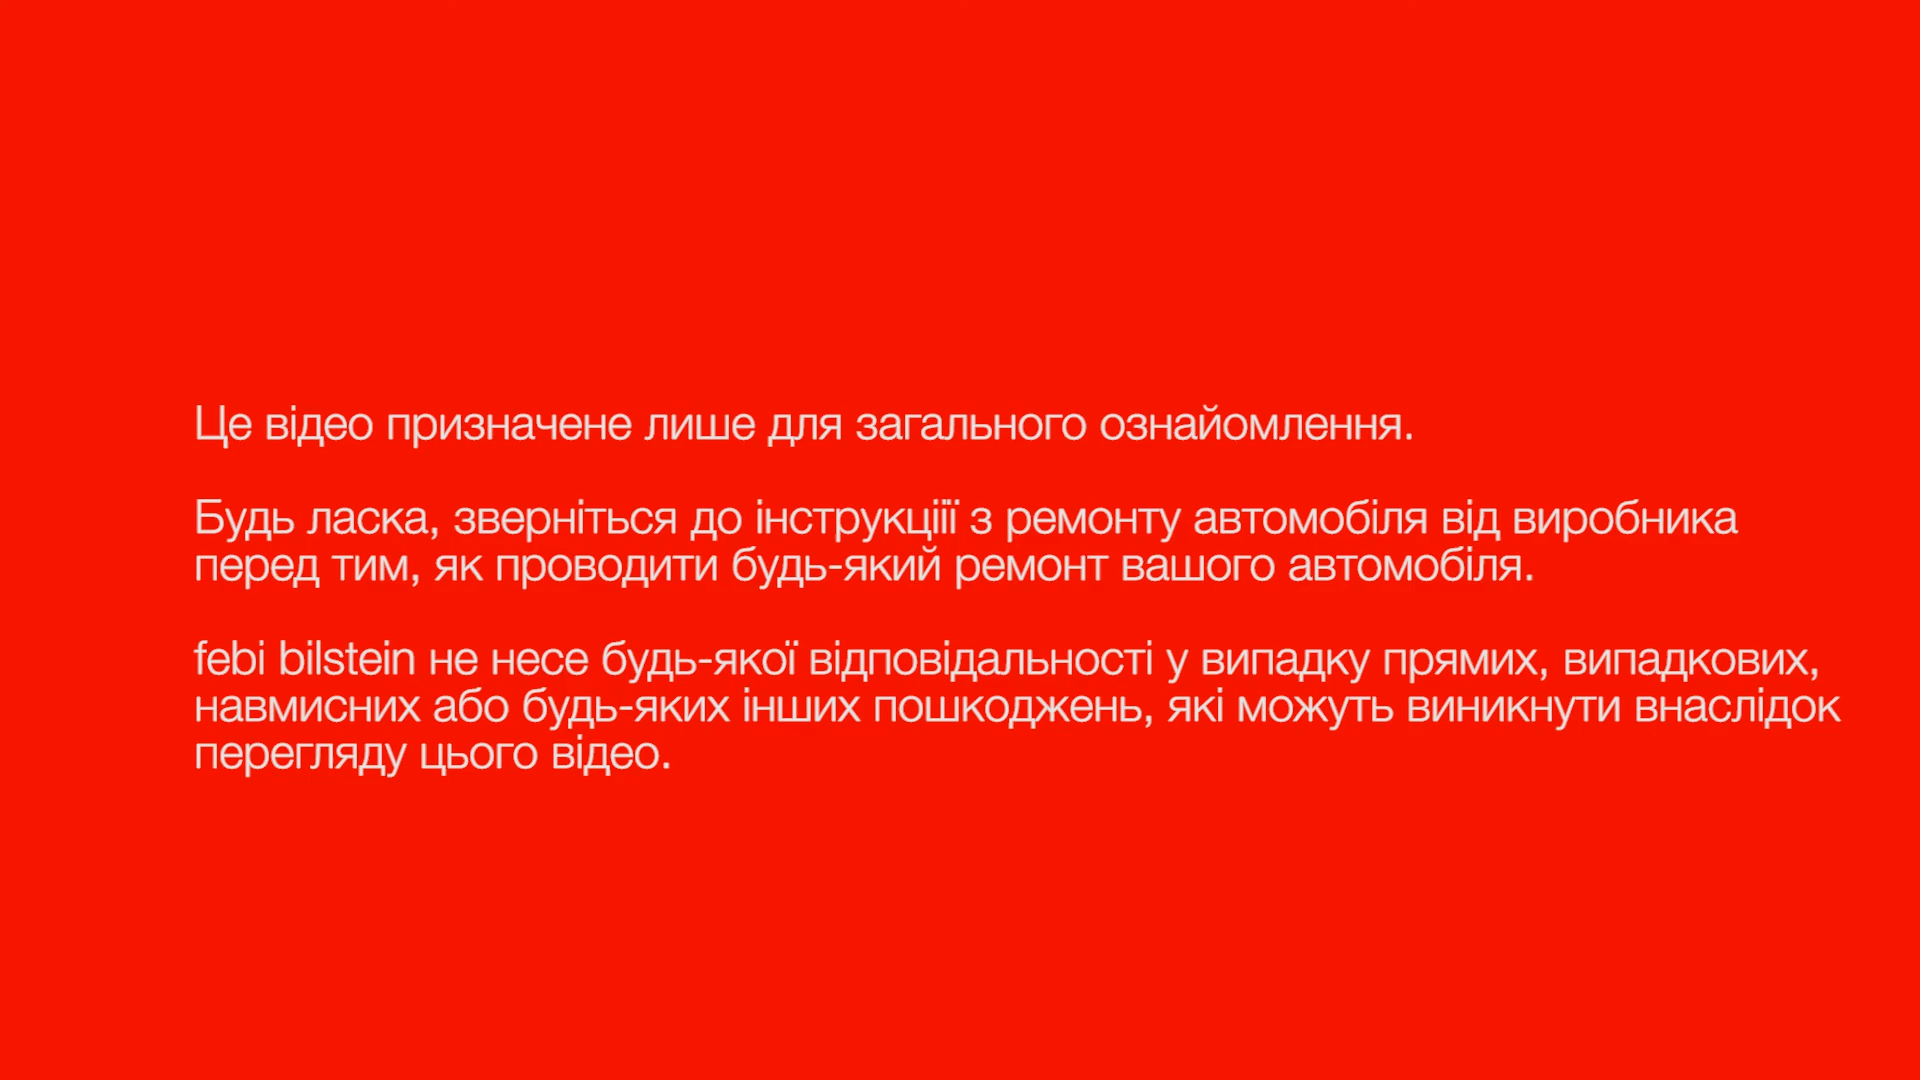 Це відео призначене лише для загального ознайомлення.
Будь ласка, зверніться до інструкціїї з ремонту автомобіля від виробника
перед тим, як проводити будь-який ремонт вашого автомобіля.
febi bilstein не несе будь-якої відповідальності у випадку прямих, випадкових,
навмисних або будь-яких інших пошкоджень, які можуть виникнути внаслідок
перегляду цього відео.